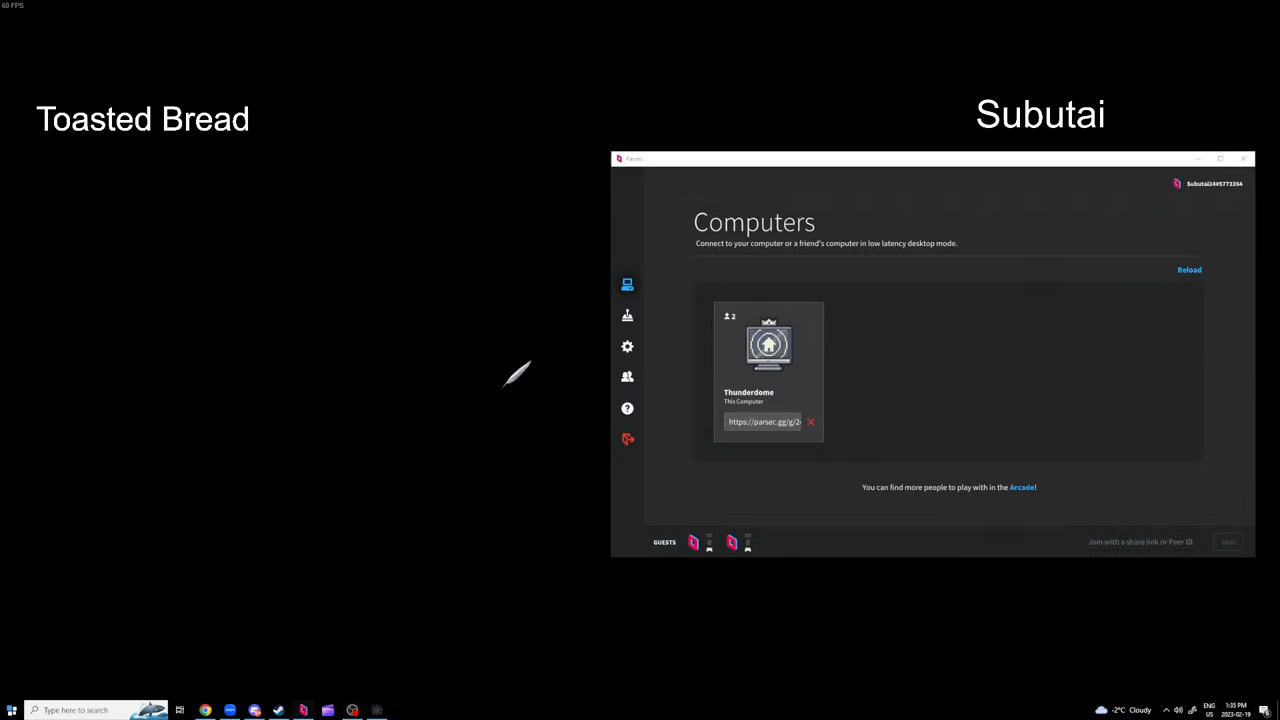 60 FPS
Toasted Bread
Subutai
Parsec
Subutai24#5773354
Computers
Connect to your computer or a friend's computer in low latency desktop mode.
Reload
2
Thunderdome
This Computer
https://parsec.gg/g/2
You can find more people to play with in the Arcade!
GUESTS
Join with a share link or Peer ID.
Type here to search
-2°C Cloudy
ENG
US
1:35 PM
2023-02-19